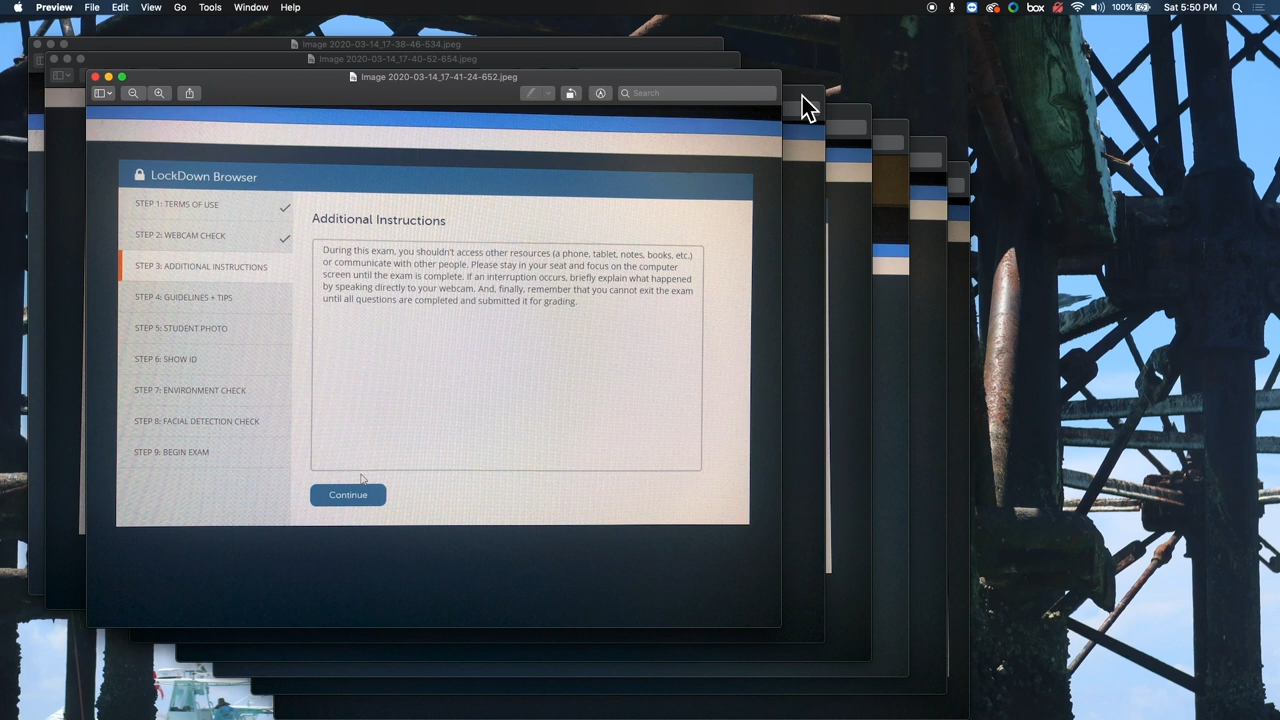 Preview File Edit View Go Tools Window Help
box 100% Sat 5:50 PM
Image 2020-03-14_17-38-46-534.jpeg
Image 2020-03-14_17-40-52-654.jpeg
Image 2020-03-14_17-41-24-652.jpeg
Search
LockDown Browser
STEP 1: TERMS OF USE
STEP 2: WEBCAM CHECK
STEP 3: ADDITIONAL INSTRUCTIONS
STEP 4: GUIDELINES + TIPS
STEP 5: STUDENT PHOTO
STEP 6: SHOW ID
STEP 7: ENVIRONMENT CHECK
STEP 8: FACIAL DETECTION CHECK
STEP 9: BEGIN EXAM
Additional Instructions
During this exam, you shouldn't access other resources (a phone, tablet, notes, books, etc.)
or communicate with other people. Please stay in your seat and focus on the computer
screen until the exam is complete. If an interruption occurs, briefly explain what happened
by speaking directly to your webcam. And, finally, remember that you cannot exit the exam
until all questions are completed and submitted it for grading.
Continue